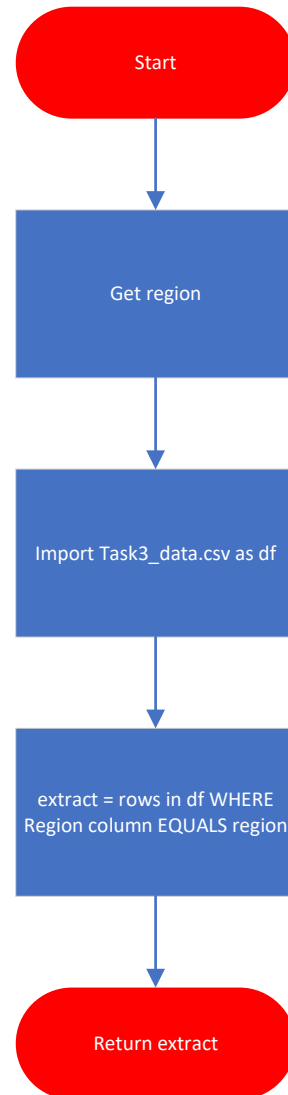 Start
Get region
Import Task3_data.csv as df
extract = rows in df WHERE
Region column EQUALS region
Return extract